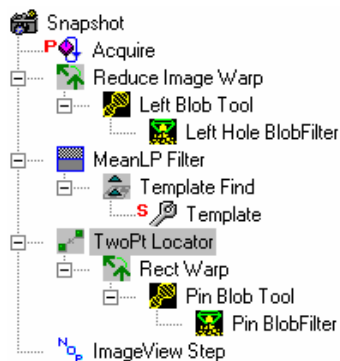 Snapshot
P Acquire
Reduce Image Warp
Left Blob Tool
Left Hole BlobFilter
MeanLP Filter
Template Find
S Template
TwoPt Locator
Rect Warp
Pin Blob Tool
Pin BlobFilter
NOP ImageView Step